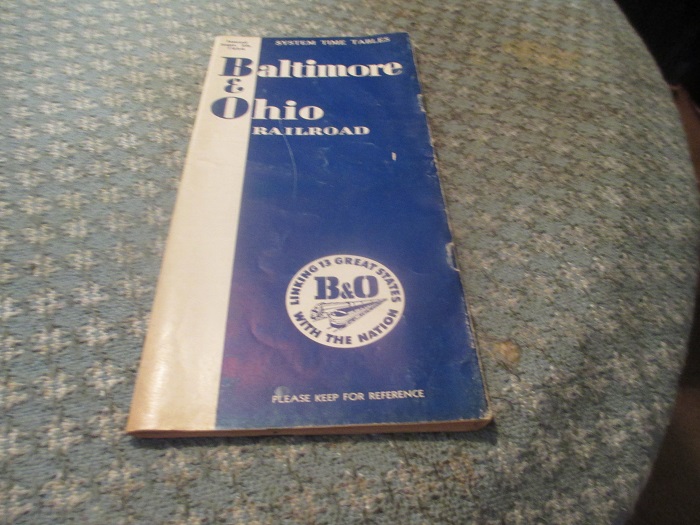 SYSTEM TIME TABLES
Baltimore
&
Ohio
RAILROAD
LINKING 13 GREAT STATES
B&O
WITH THE NATION
PLEASE KEEP FOR REFERENCE